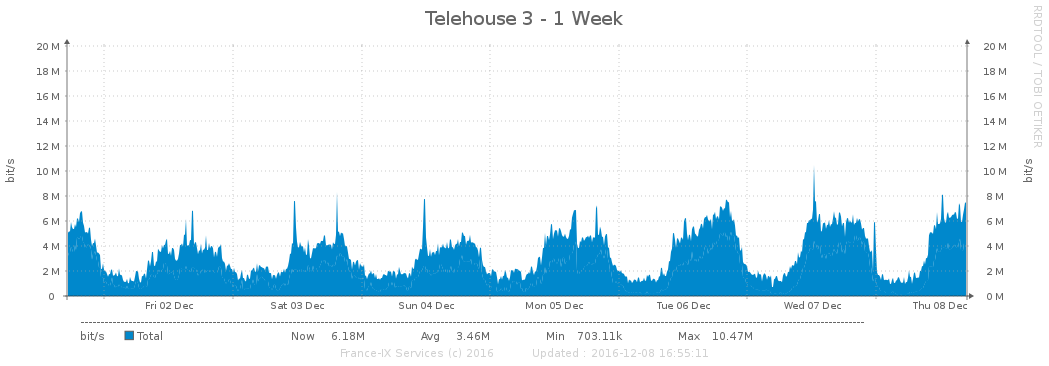 Telehouse 3 - 1 Week
RRDTOOL / TOBI OETIKER
bit/s
bit/s
20 M 20 M
18 M 18 M
16 M 16 M
14 M 14 M
12 M 12 M
10 M 10 M
8 M 8 M
6 M 6 M
4 M 4 M
2 M 2 M
0 0 M
Fri 02 Dec Sat 03 Dec Sun 04 Dec Mon 05 Dec Tue 06 Dec Wed 07 Dec Thu 08 Dec
bit/s Total Now 6.18M Avg 3.46M Min 703.11k Max 10.47M
France-IX Services (c) 2016 Updated : 2016-12-08 16:55:11